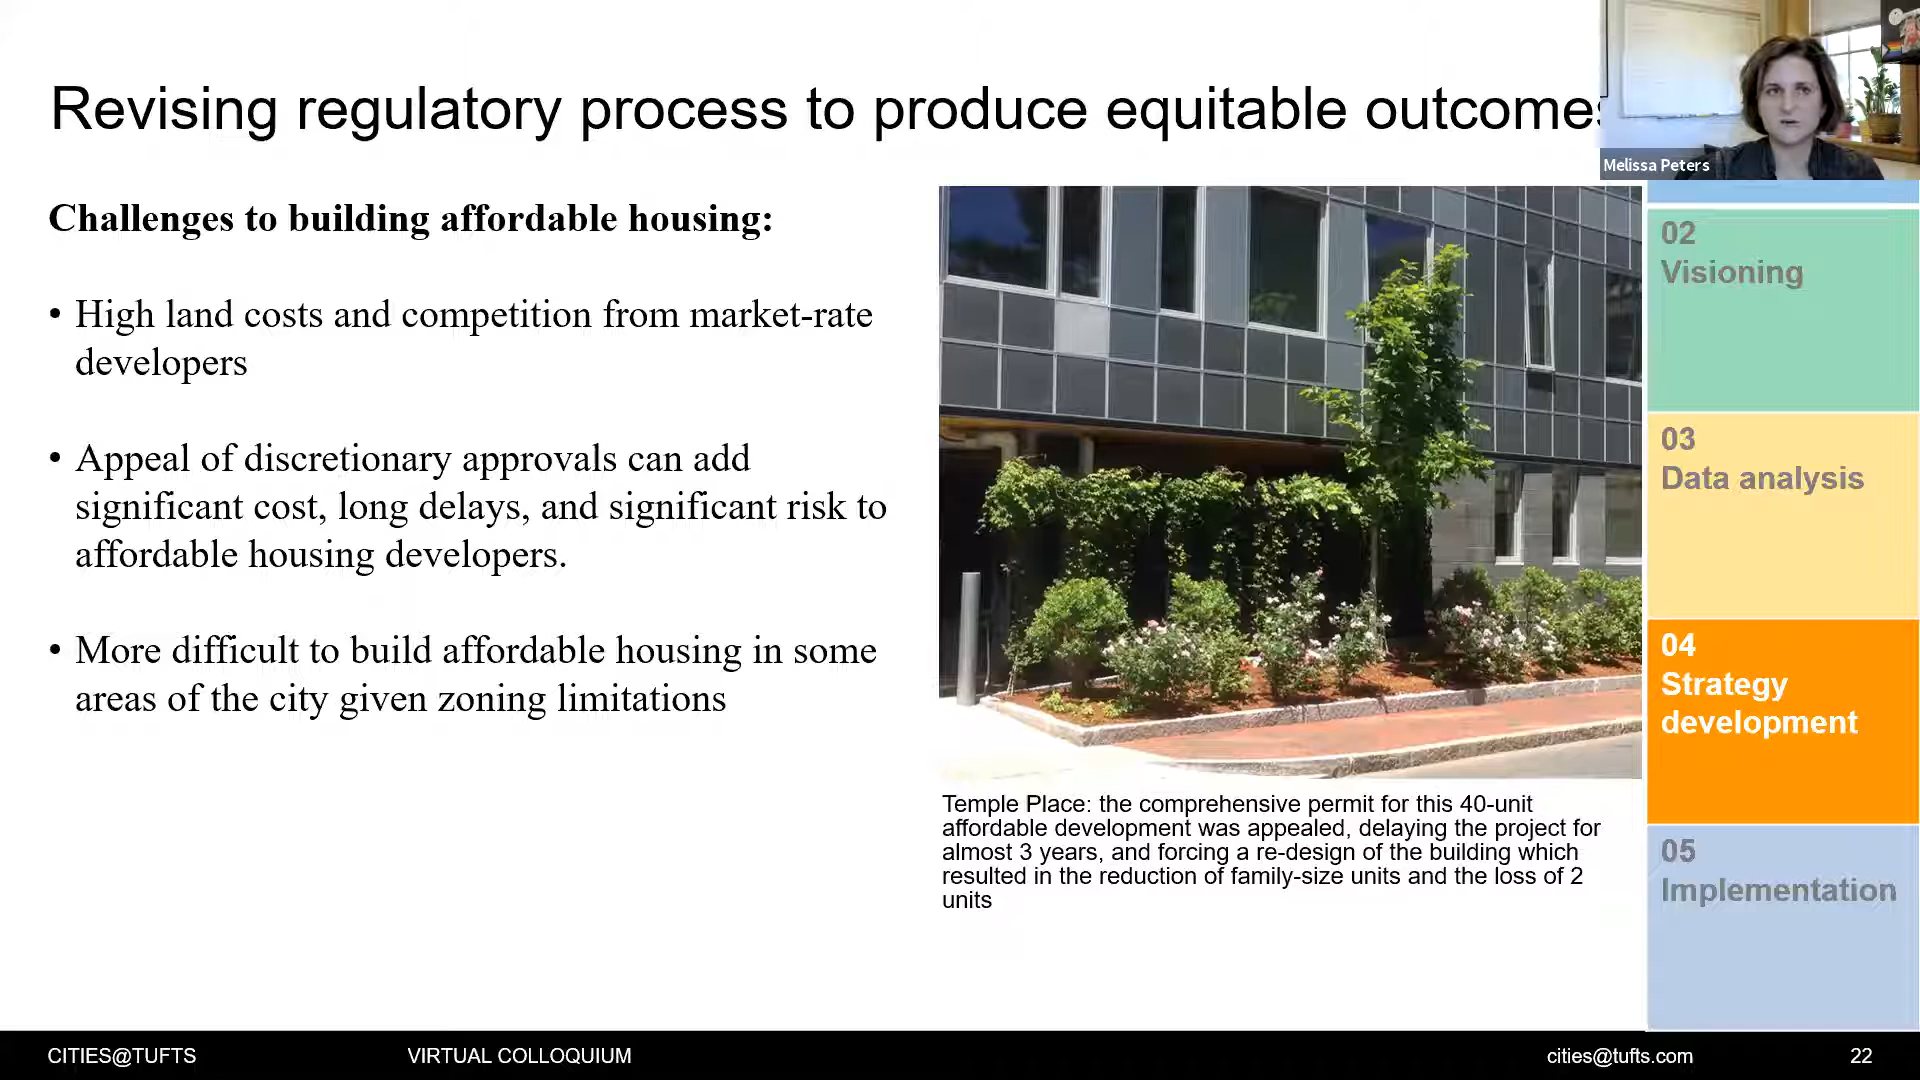 Revising regulatory process to produce equitable outcomes
Melissa Peters
Challenges to building affordable housing:
• High land costs and competition from market-rate
developers
• Appeal of discretionary approvals can add
significant cost, long delays, and significant risk to
affordable housing developers.
• More difficult to build affordable housing in some
areas of the city given zoning limitations
Temple Place: the comprehensive permit for this 40-unit
affordable development was appealed, delaying the project for
almost 3 years, and forcing a re-design of the building which
resulted in the reduction of family-size units and the loss of 2
units
02
Visioning
03
Data analysis
04
Strategy
development
05
Implementation
CITIES@TUFTS
VIRTUAL COLLOQUIUM
cities@tufts.com
22